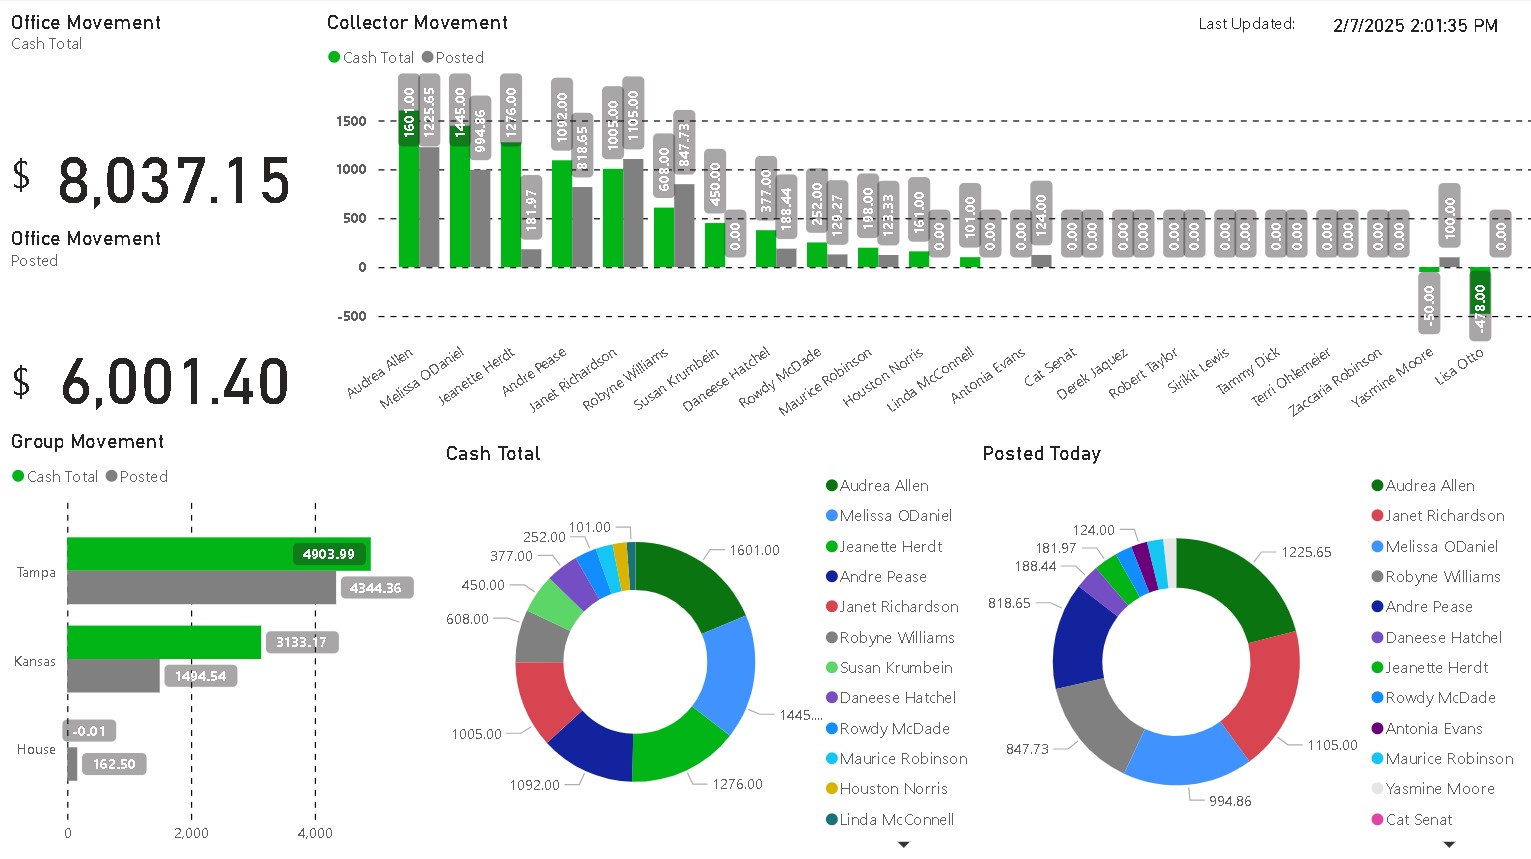 Office Movement
Cash Total
$ 8,037.15
Office Movement
Posted
$ 6,001.40
Collector Movement
Cash Total Posted
Last Updated: 2/7/2025 2:01:35 PM
1500
1000
500
0
-500
1601.00
1225.65
1445.00
994.86
1276.00
181.97
1092.00
818.65
1005.00
1105.00
608.00
847.73
450.00
0.00
377.00
188.44
252.00
129.27
198.00
123.33
161.00
0.00
101.00
0.00
0.00
124.00
0.00
0.00
0.00
0.00
0.00
0.00
0.00
0.00
0.00
0.00
0.00
0.00
0.00
0.00
-50.00
100.00
-478.00
0.00
Audrea Allen
Melissa ODaniel
Jeanette Herdt
Andre Pease
Janet Richardson
Robyne Williams
Susan Krumbein
Daneese Hatchel
Rowdy McDade
Maurice Robinson
Houston Norris
Linda McConnell
Antonia Evans
Cat Senat
Derek Jaquez
Robert Taylor
Sirikit Lewis
Tammy Dick
Terri Ohlemeier
Zaccaria Robinson
Yasmine Moore
Lisa Otto
Group Movement
Cash Total Posted
Tampa
4903.99
4344.36
Kansas
3133.17
1494.54
House
-0.01
162.50
0 2,000 4,000
Cash Total
1601.00
1445....
1276.00
1092.00
1005.00
608.00
450.00
377.00
252.00
101.00
Audrea Allen
Melissa ODaniel
Jeanette Herdt
Andre Pease
Janet Richardson
Robyne Williams
Susan Krumbein
Daneese Hatchel
Rowdy McDade
Maurice Robinson
Houston Norris
Linda McConnell
Posted Today
1225.65
1105.00
994.86
847.73
818.65
188.44
181.97
124.00
Audrea Allen
Janet Richardson
Melissa ODaniel
Robyne Williams
Andre Pease
Daneese Hatchel
Jeanette Herdt
Rowdy McDade
Antonia Evans
Maurice Robinson
Yasmine Moore
Cat Senat